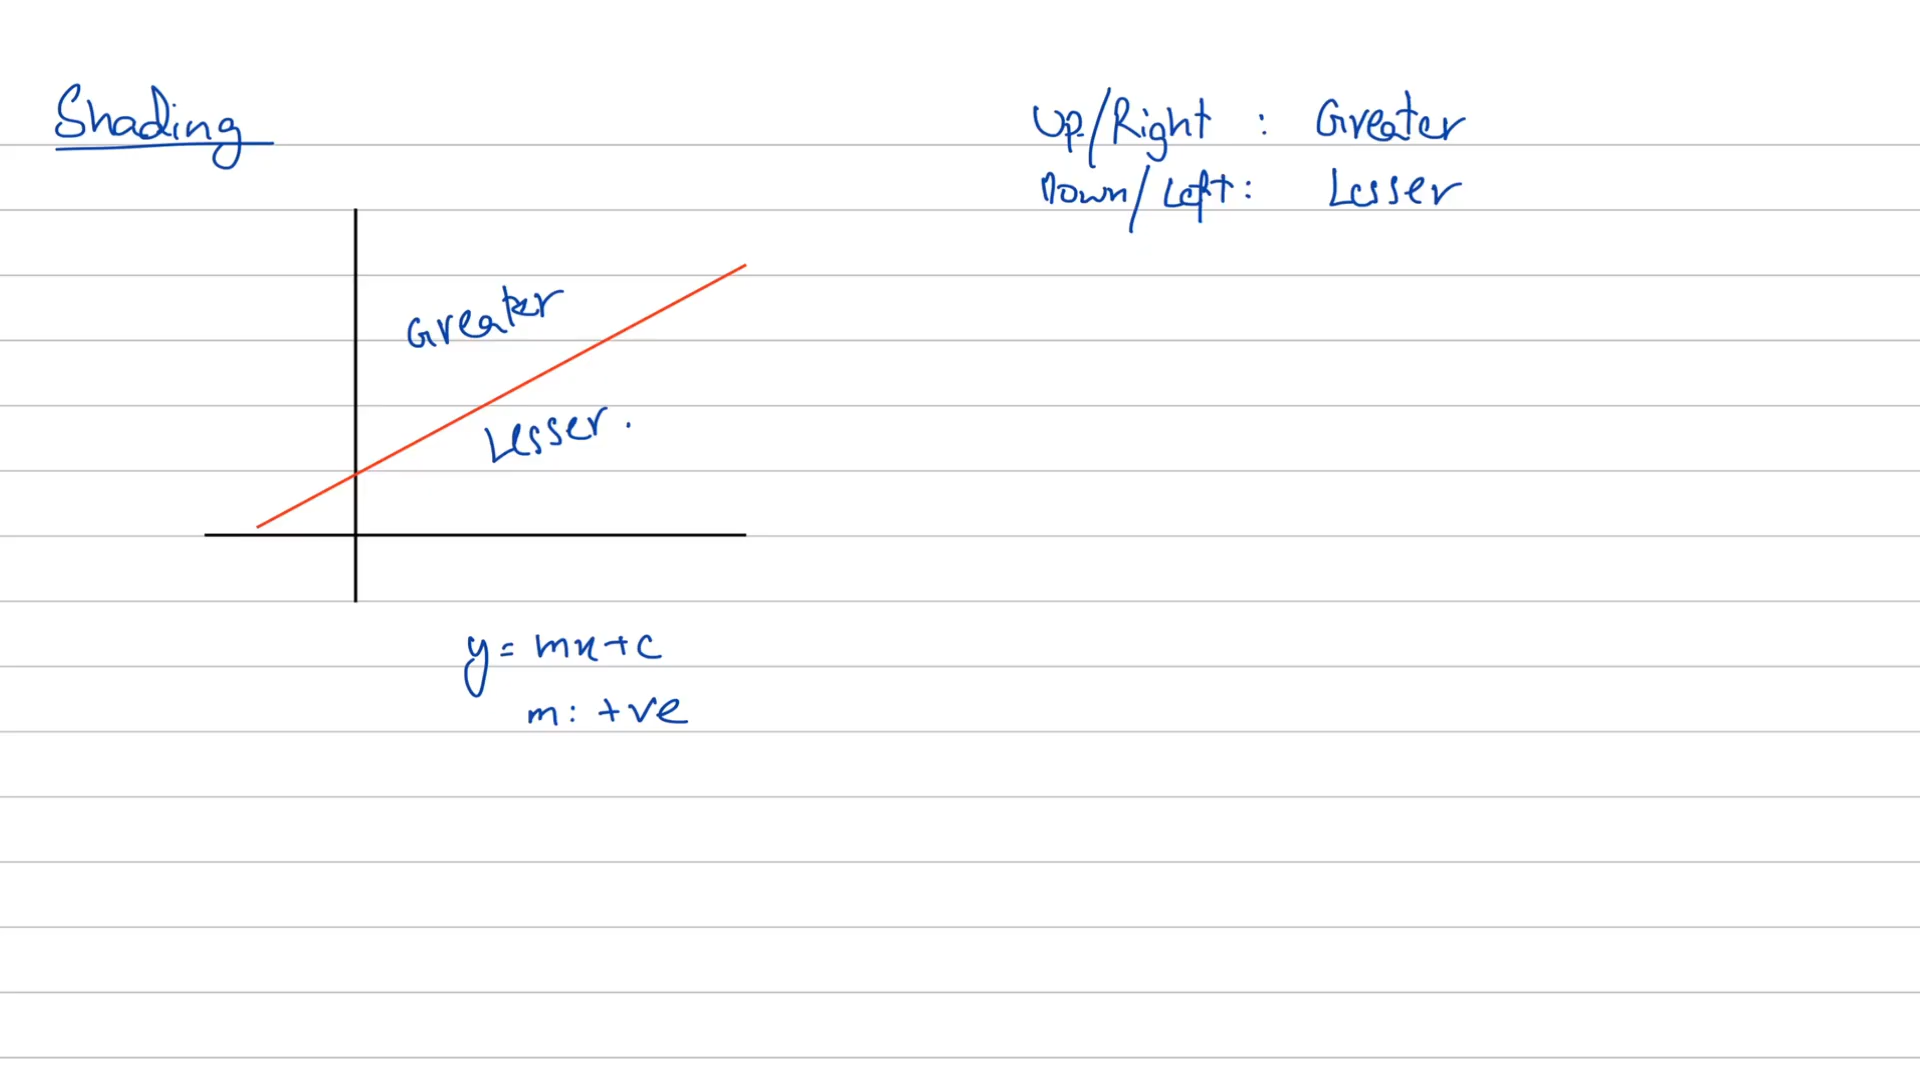 Shading
Up/Right : Greater
Down/Left: Lesser
Greater
Lesser.
y = mx+c
m: +ve